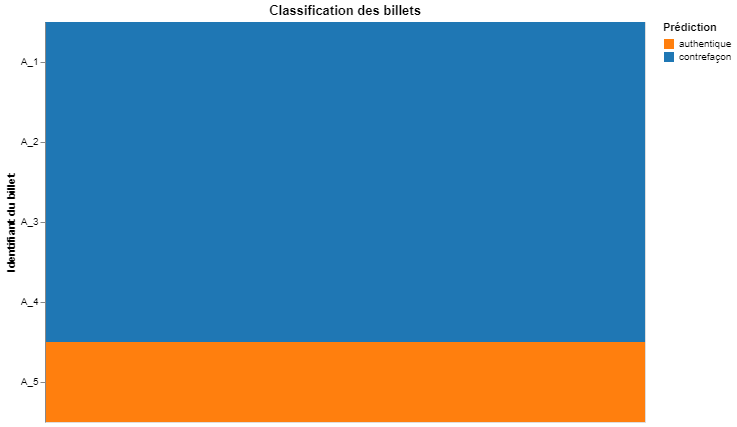 Classification des billets
Prédiction
authentique
contrefaçon
Identifiant du billet
A_1
A_2
A_3
A_4
A_5